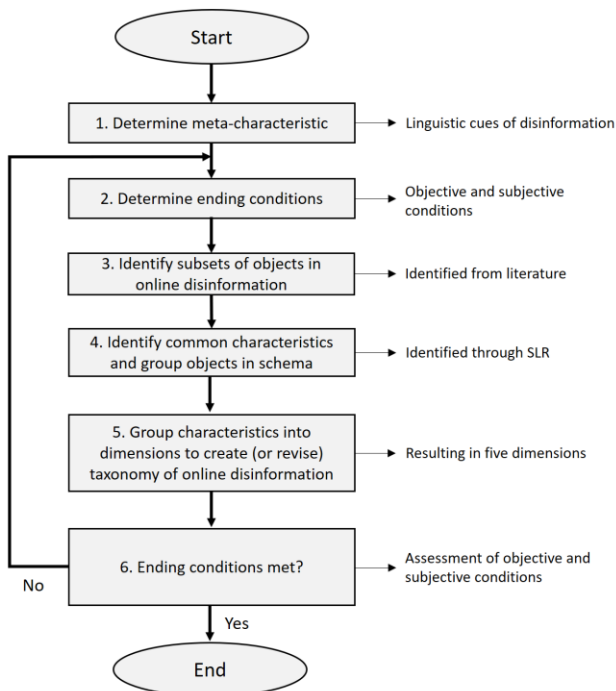 Start
1. Determine meta-characteristic
Linguistic cues of disinformation
2. Determine ending conditions
Objective and subjective
conditions
3. Identify subsets of objects in
online disinformation
Identified from literature
4. Identify common characteristics
and group objects in schema
Identified through SLR
5. Group characteristics into
dimensions to create (or revise)
taxonomy of online disinformation
Resulting in five dimensions
6. Ending conditions met?
Assessment of objective and
subjective conditions
No
Yes
End